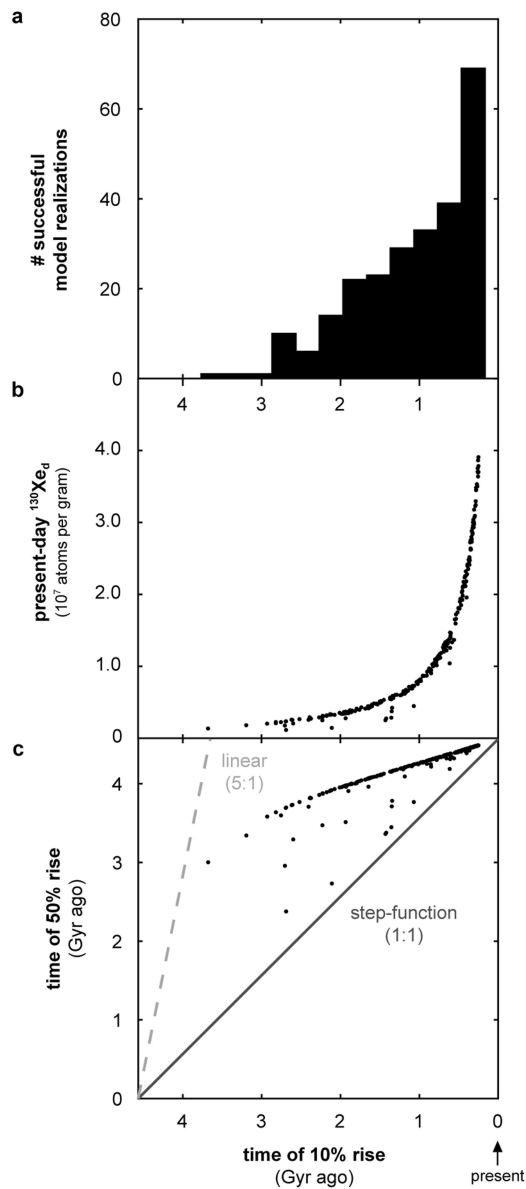 a
80
60
40
20
0
# successful
model realizations
4
3
2
1
b
4.0
3.0
2.0
1.0
0
present-day ¹³⁰Xe_d
(10⁷ atoms per gram)
c
4
3
2
1
0
time of 50% rise
(Gyr ago)
linear
(5:1)
step-function
(1:1)
4
3
2
1
0
time of 10% rise
(Gyr ago)
present